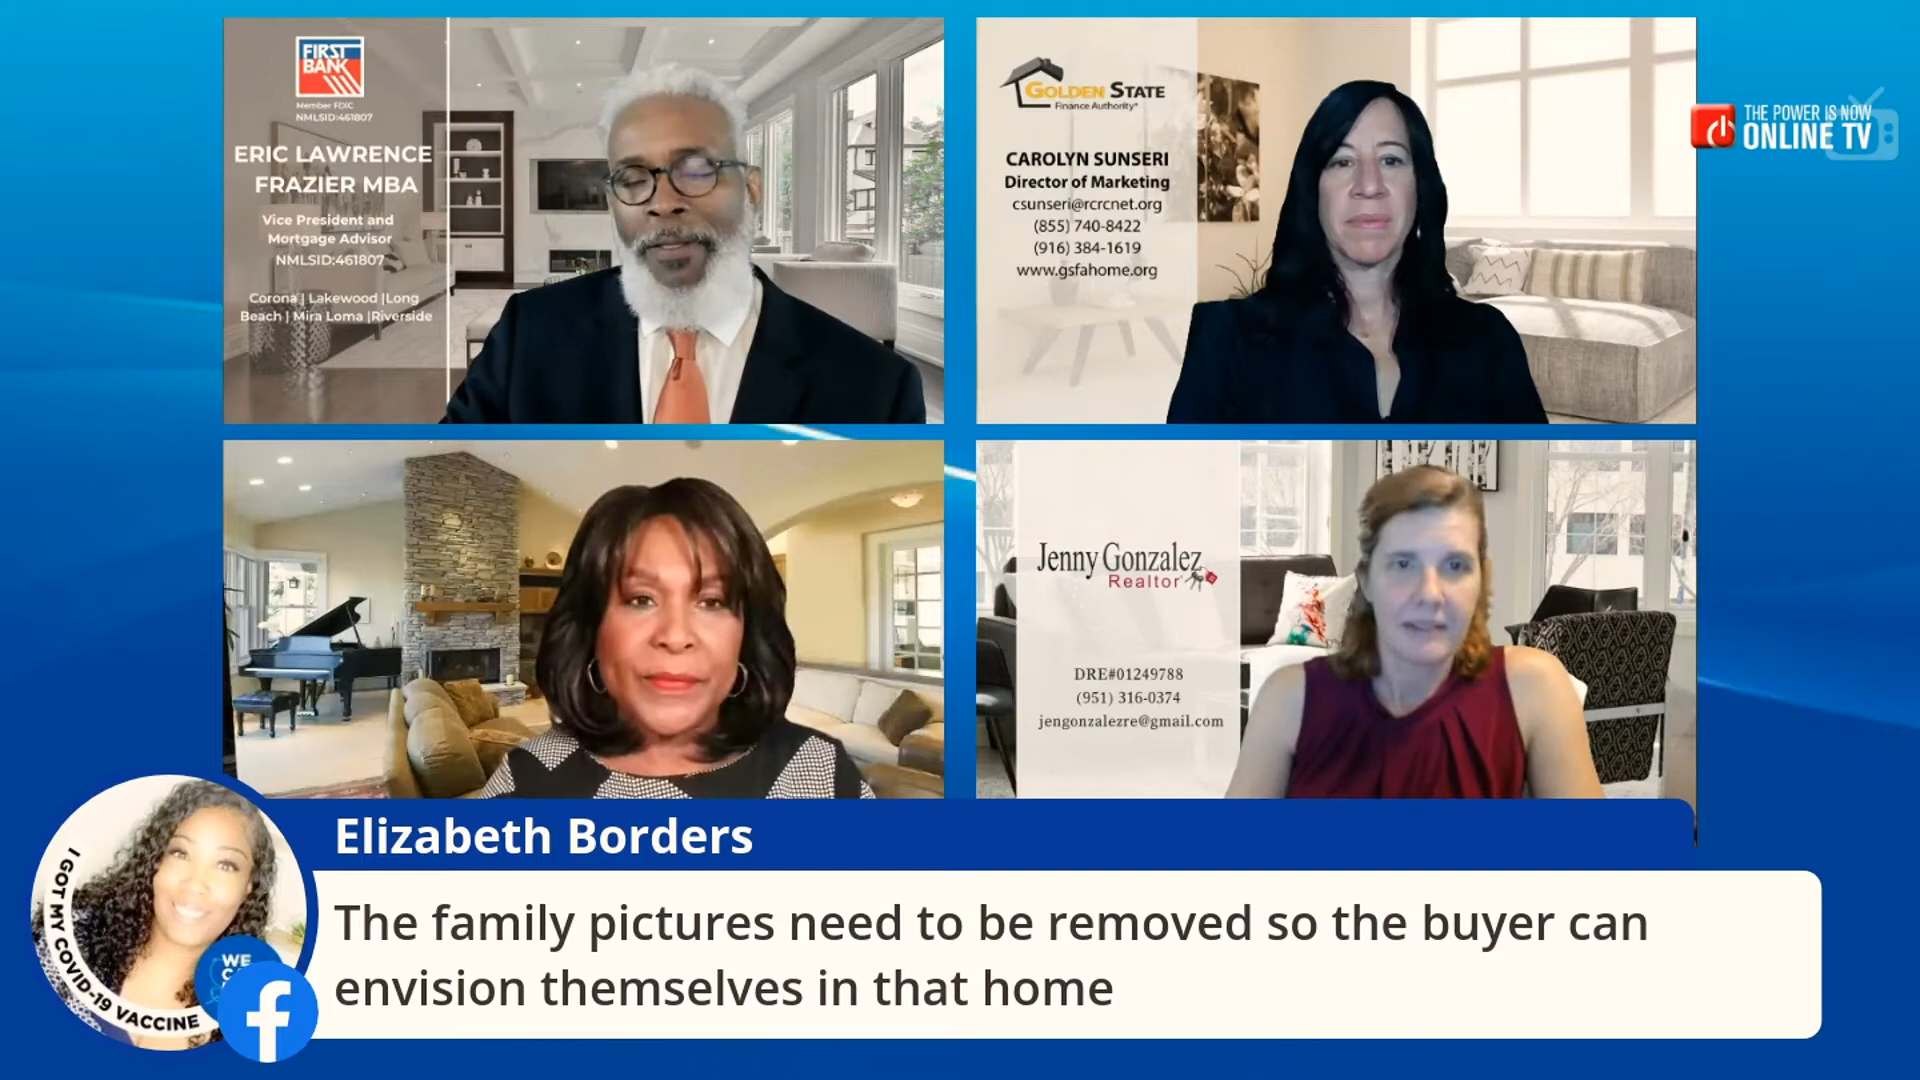 FIRST
BANK
Member FDIC
NMLSID:461807
ERIC LAWRENCE
FRAZIER MBA
Vice President and
Mortgage Advisor
NMLSID:461807
Corona | Lakewood |Long
Beach | Mira Loma |Riverside
GOLDEN STATE
Finance Authority®
CAROLYN SUNSERI
Director of Marketing
csunseri@rcrcnet.org
(855) 740-8422
(916) 384-1619
www.gsfahome.org
THE POWER IS NOW
ONLINE TV
Jenny Gonzalez
Realtor
DRE#01249788
(951) 316-0374
jengonzalezre@gmail.com
Elizabeth Borders
The family pictures need to be removed so the buyer can
envision themselves in that home
I GOT MY COVID-19 VACCINE
WE
f